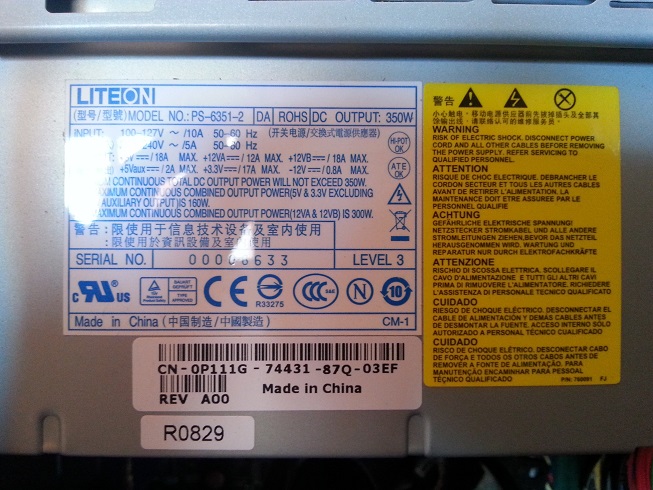 LITEON
(型号/型號)MODEL NO.: PS-6351-2 DA ROHS DC OUTPUT: 350W
INPUT: 100-127V ～ /10A 50-60 Hz (开关电源/交換式電源供應器)
240V ～ /5A 50-60 Hz
18A MAX. +12VA ⎓ 12A MAX. +12VB ⎓ 18A MAX.
+5Vaux ⎓ 2A MAX. +3.3V ⎓ 17A MAX. -12V ⎓ 0.8A MAX.
CONTINUOUS TOTAL DC OUTPUT POWER WILL NOT EXCEED 350W.
CONTINUOUS COMBINED OUTPUT POWER(5V & 3.3V EXCLUDING
AUXILIARY OUTPUT IS 160W.
MAXIMUM CONTINUOUS COMBINED OUTPUT POWER(12VA & 12VB) IS 300W.
HI-POT OK
ATE OK
警告:限使用于信息技术设备及室内使用
:限使用於資訊設備及室内使用
SERIAL NO. 633 LEVEL 3
c RU US
BAUART GEPRÜFT
TYPE APPROVED
CE
R33275
CCC
S&E
N
10
Made in China (中国制造/中國製造) CM-1
CN- 0P111G - 74431 -87Q-03EF
REV A00 Made in China
R0829
警告
WARNING
RISK OF ELECTRIC SHOCK. DISCONNECT POWER
CORD AND ALL OTHER CABLES BEFORE REMOVING
THE POWER SUPPLY. REFER SERVICING TO
QUALIFIED PERSONNEL.
ATTENTION
RISQUE DE CHOC ELECTRIQUE. DEBRANCHER LE
CORDON SECTEUR ET TOUS LES AUTRES CABLES
AVANT DE RETIRER L'ALIMENTATION. LA
MAINTENANCE DOIT ETRE ASSUREE PAR LE
PERSONNEL QUALIFIE
ACHTUNG
GEFÄHRLICHE ELEKTRISCHE SPANNUNG!
NETZSTECKER STROMKABEL UND ALLE ANDERE
STROMLEITUNGEN ZIEHEN, BEVOR DAS NETZTEIL
HERAUSGENOMMEN WIRD. WARTUNG UND
REPARATUR NUR DURCH ELEKTROFACHKRÄFTE
ATTENZIONE
RISCHIO DI SCOSSA ELETTRICA. SCOLLEGARE IL
CAVO D'ALIMENTAZIONE E TUTTI GLI ALTRI CAVI
PRIMA DI RIMUOVERE L'ALIMENTATORE. RICHIEDERE
L'ASSISTENZA DI PERSONALE TECNICO QUALIFICATO
CUIDADO
RIESGO DE CHOQUE ELÉCTRICO. DESCONECTAR EL
CABLE DE ALIMENTACIÓN Y DEMÁS CABLES ANTES
DE DESMONTAR LA FUENTE. ACCESO INTERNO SÓLO
AUTORIZADO A PERSONAL TÉCNICO CUALIFICADO
CUIDADO
RISCO DE CHOQUE ELÉTRICO. DESCONECTAR CABO
DE FORÇA E TODOS OS OUTROS CABOS ANTES DE
REMOVER A FONTE DE ALIMENTAÇÃO. EM CASO DE
MANUTENÇÃO ENCAMINHAR PARA PESSOAL
TÉCNICO QUALIFICADO